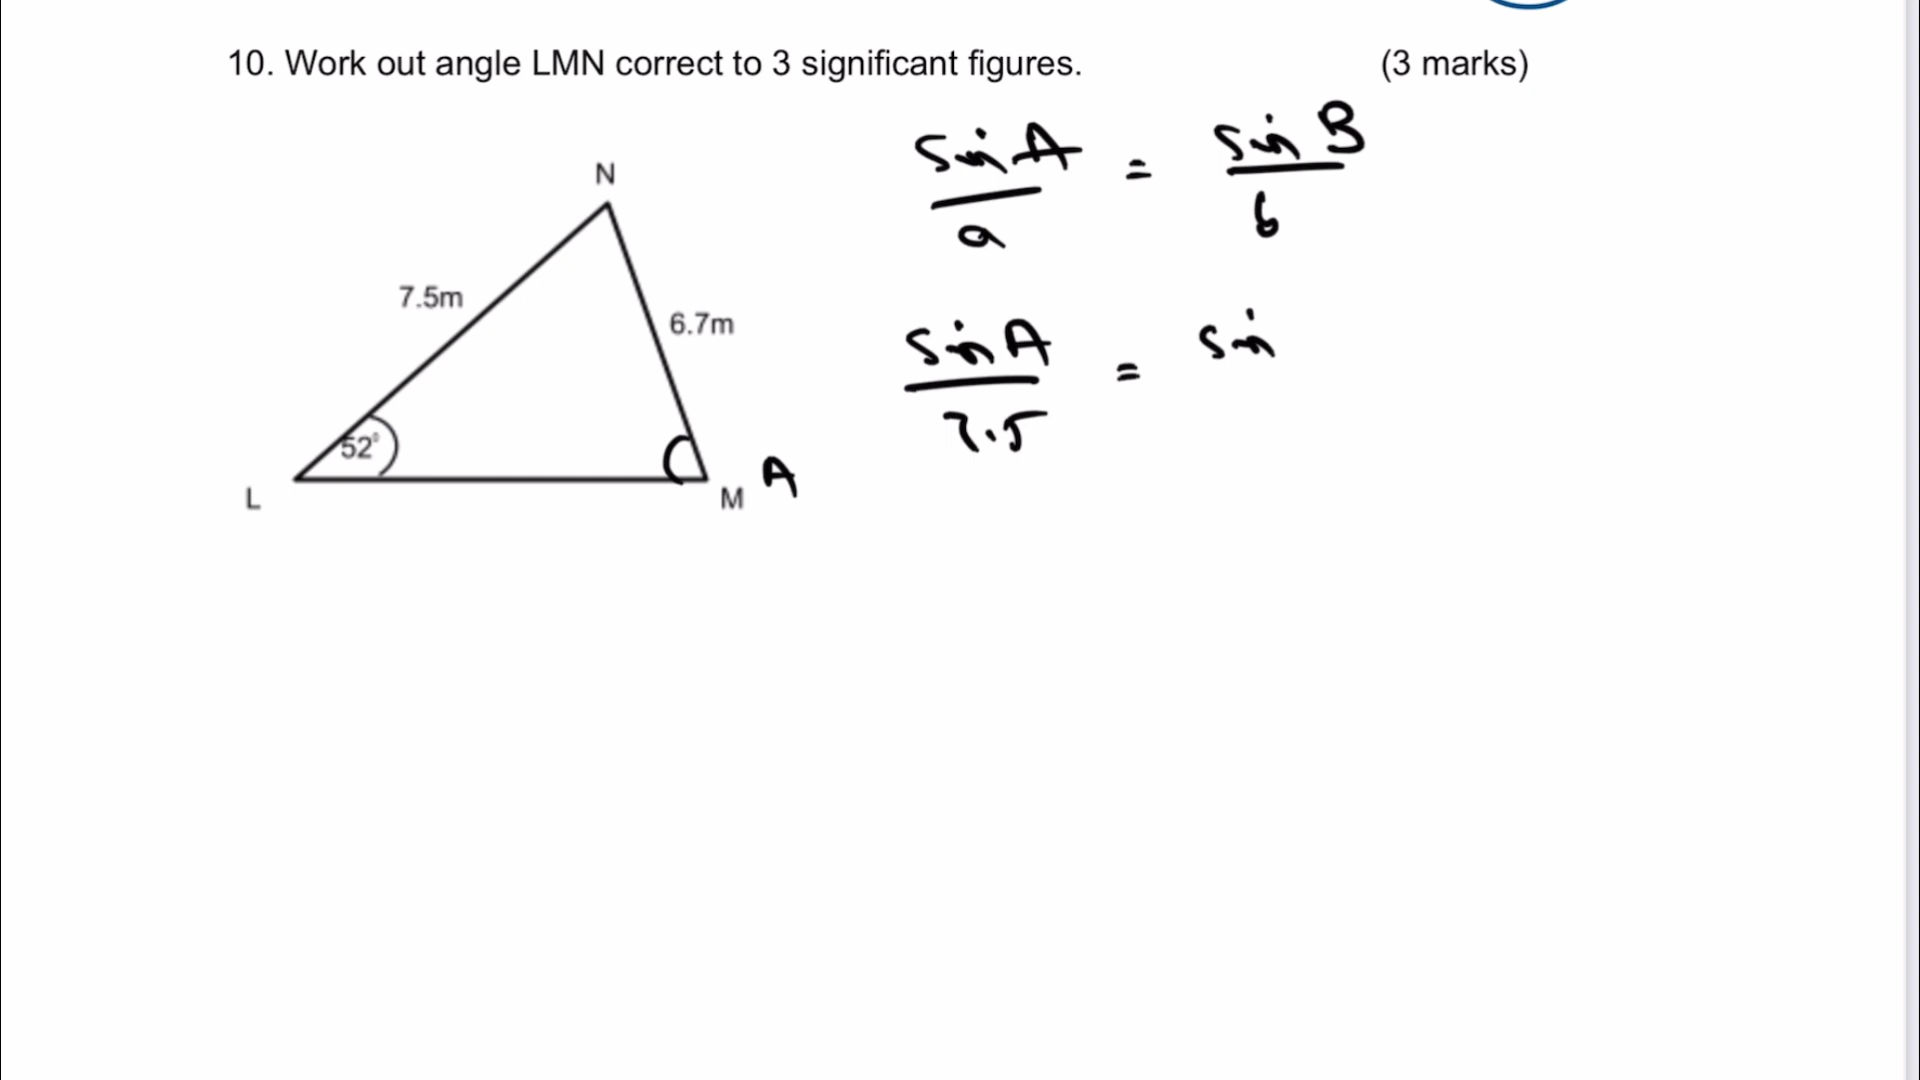 10. Work out angle LMN correct to 3 significant figures. (3 marks)
sin A / a = sin B / b
N
7.5m
6.7m
sin A / 7.5 = sin
52°
L
M A